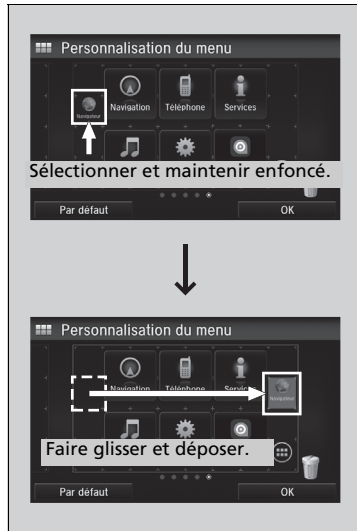 Personnalisation du menu
Navigateur
Navigation Téléphone Services
Sélectionner et maintenir enfoncé.
Par défaut OK
Personnalisation du menu
Navigation Téléphone Services
Navigateur
Faire glisser et déposer.
Par défaut OK